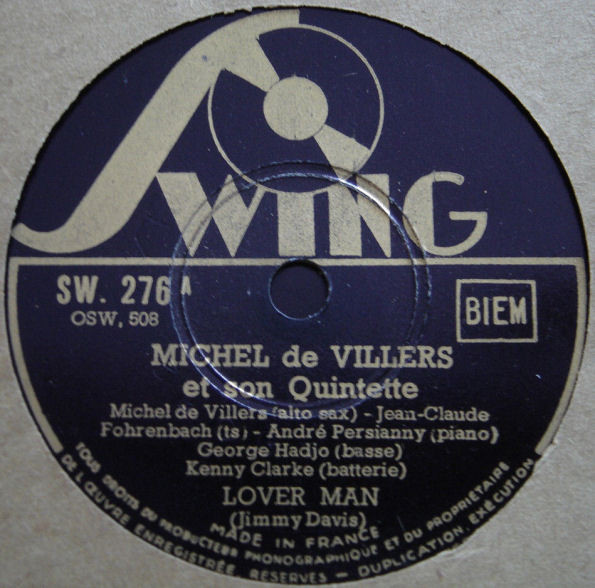 SWING
SW. 276 A
OSW. 508
BIEM
MICHEL de VILLERS
et son Quintette
Michel de Villers (alto sax) - Jean-Claude
Fohrenbach (ts) - André Persianny (piano)
George Hadjo (basse)
Kenny Clarke (batterie)
LOVER MAN
(Jimmy Davis)
MADE IN FRANCE
TOUS DROITS DU PRODUCTEUR PHONOGRAPHIQUE ET DU PROPRIÉTAIRE
DE L'ŒUVRE ENREGISTRÉE, RÉSERVÉS - DUPLICATION, EXÉCUTION